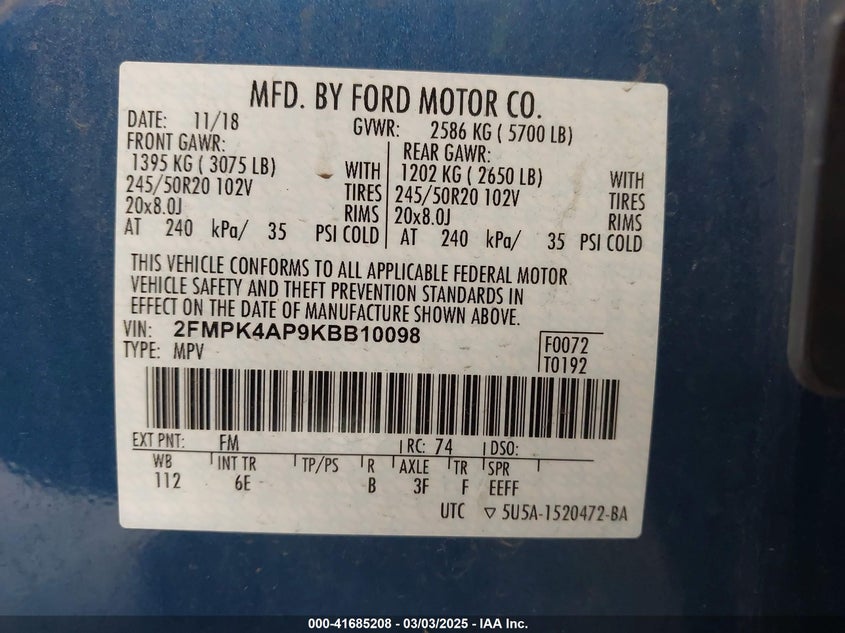 MFD. BY FORD MOTOR CO.
DATE: 11/18 GVWR: 2586 KG ( 5700 LB)
FRONT GAWR: REAR GAWR:
1395 KG ( 3075 LB) WITH 1202 KG ( 2650 LB) WITH
245/50R20 102V TIRES 245/50R20 102V TIRES
20x8.0J RIMS 20x8.0J RIMS
AT 240 kPa/ 35 PSI COLD AT 240 kPa/ 35 PSI COLD
THIS VEHICLE CONFORMS TO ALL APPLICABLE FEDERAL MOTOR
VEHICLE SAFETY AND THEFT PREVENTION STANDARDS IN
EFFECT ON THE DATE OF MANUFACTURE SHOWN ABOVE.
VIN: 2FMPK4AP9KBB10098 F0072
TYPE: MPV T0192
EXT PNT: FM RC: 74 DSO:
WB INT TR TP/PS R AXLE TR SPR
112 6E B 3F F EEFF
UTC ▽ 5U5A-1520472-BA
000-41685208 - 03/03/2025 - IAA Inc.